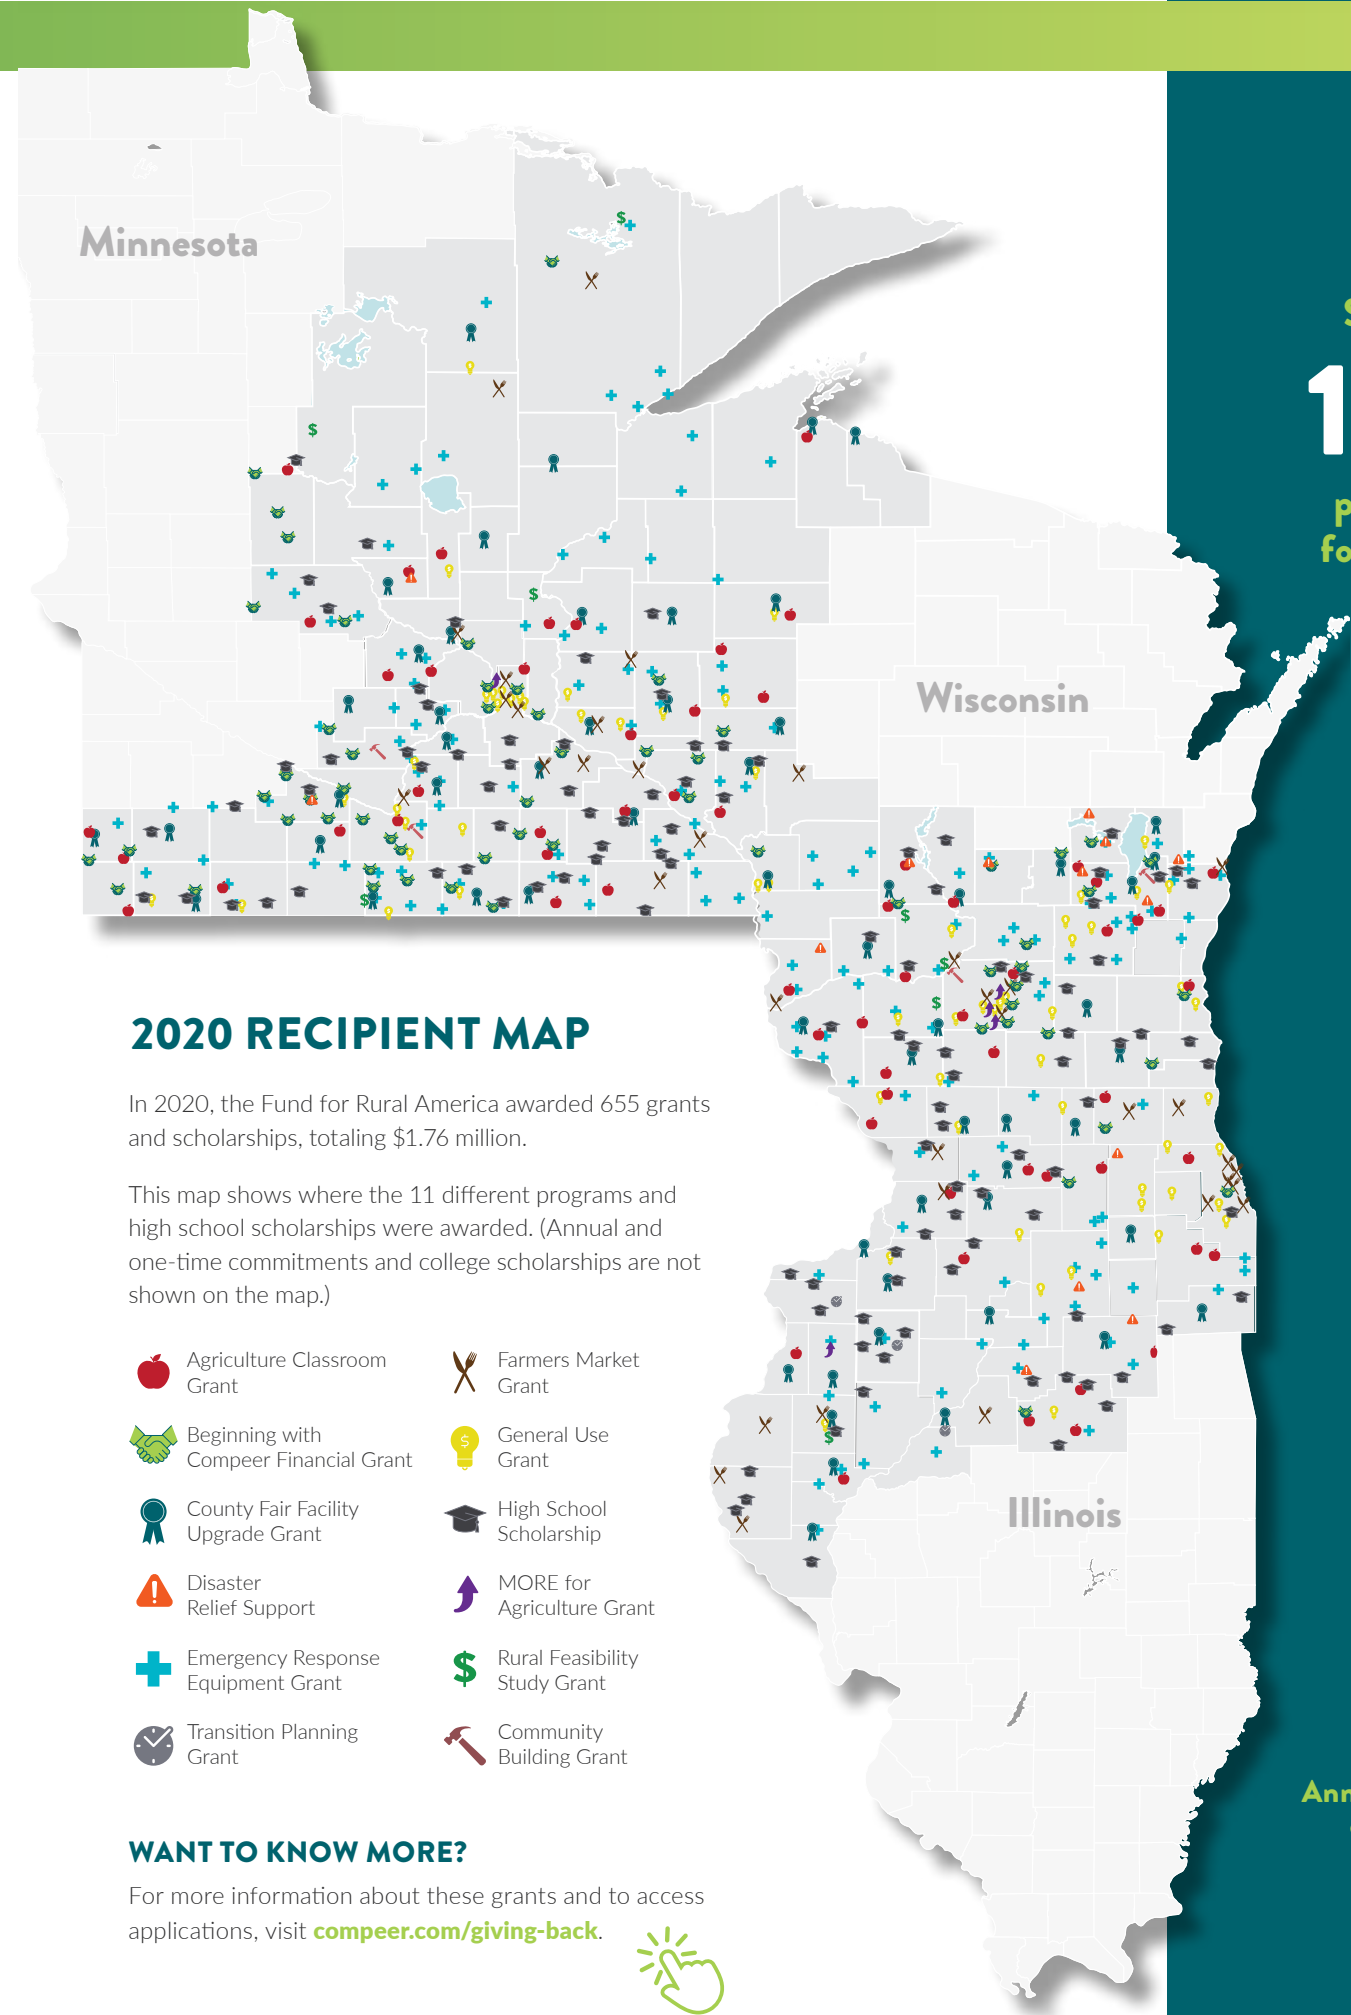 Minnesota
Wisconsin
Illinois
2020 RECIPIENT MAP
In 2020, the Fund for Rural America awarded 655 grants
and scholarships, totaling $1.76 million.
This map shows where the 11 different programs and
high school scholarships were awarded. (Annual and
one-time commitments and college scholarships are not
shown on the map.)
Agriculture Classroom
Grant
Beginning with
Compeer Financial Grant
County Fair Facility
Upgrade Grant
Disaster
Relief Support
Emergency Response
Equipment Grant
Transition Planning
Grant
Farmers Market
Grant
General Use
Grant
High School
Scholarship
MORE for
Agriculture Grant
Rural Feasibility
Study Grant
Community
Building Grant
WANT TO KNOW MORE?
For more information about these grants and to access
applications, visit compeer.com/giving-back.
1
p
fo
Ann